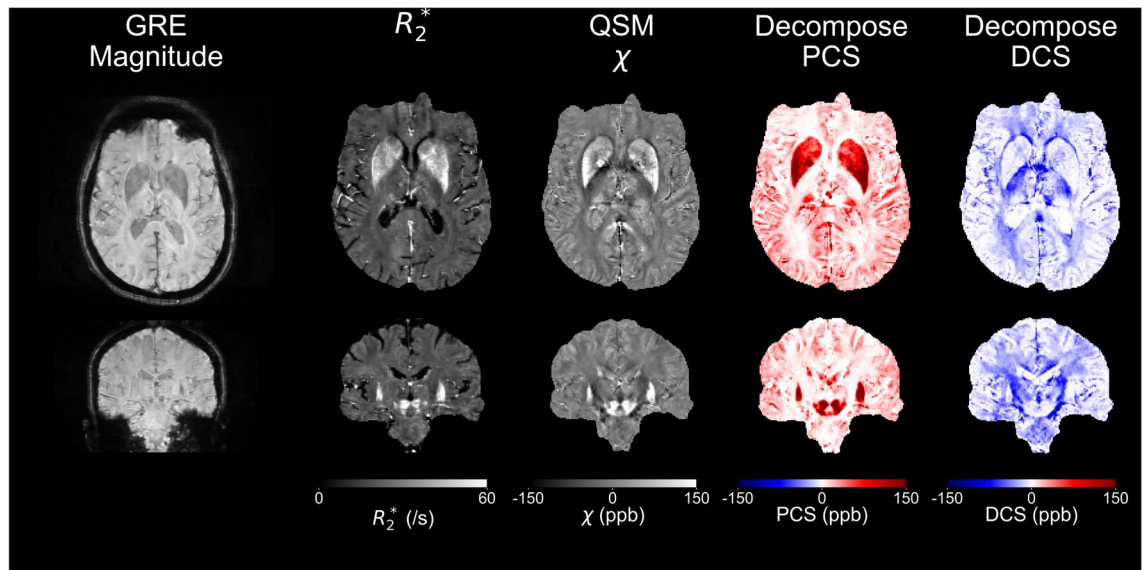 GRE
Magnitude
R₂*
QSM
χ
Decompose
PCS
Decompose
DCS
0 60
R₂* (/s)
-150 0 150
χ (ppb)
-150 0 150
PCS (ppb)
-150 0 150
DCS (ppb)